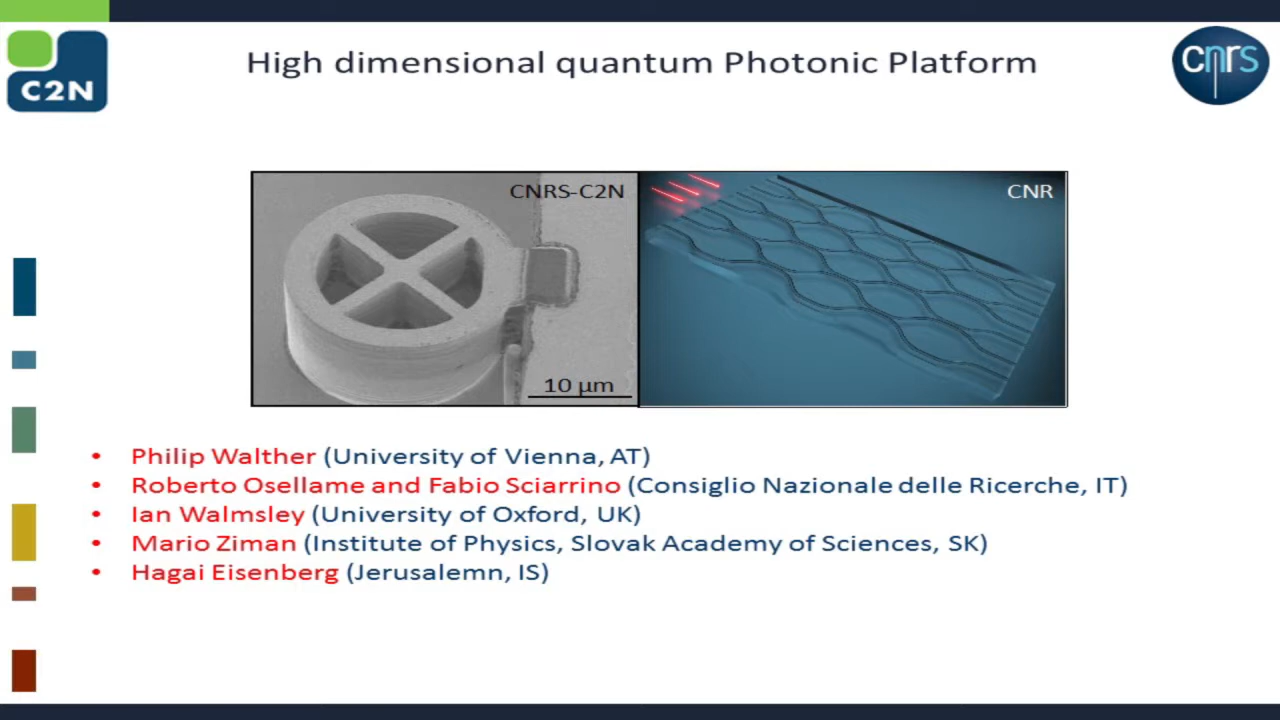 High dimensional quantum Photonic Platform
C2N
cnrs
CNRS-C2N
CNR
10 µm
• Philip Walther (University of Vienna, AT)
• Roberto Osellame and Fabio Sciarrino (Consiglio Nazionale delle Ricerche, IT)
• Ian Walmsley (University of Oxford, UK)
• Mario Ziman (Institute of Physics, Slovak Academy of Sciences, SK)
• Hagai Eisenberg (Jerusalemn, IS)